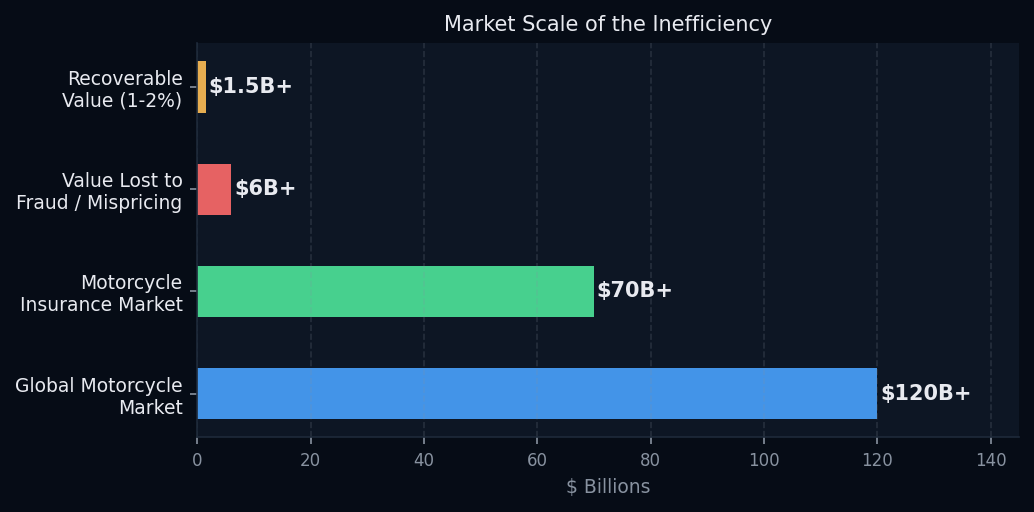 Market Scale of the Inefficiency
Recoverable
Value (1-2%)
$1.5B+
Value Lost to
Fraud / Mispricing
$6B+
Motorcycle
Insurance Market
$70B+
Global Motorcycle
Market
$120B+
0 20 40 60 80 100 120 140
$ Billions